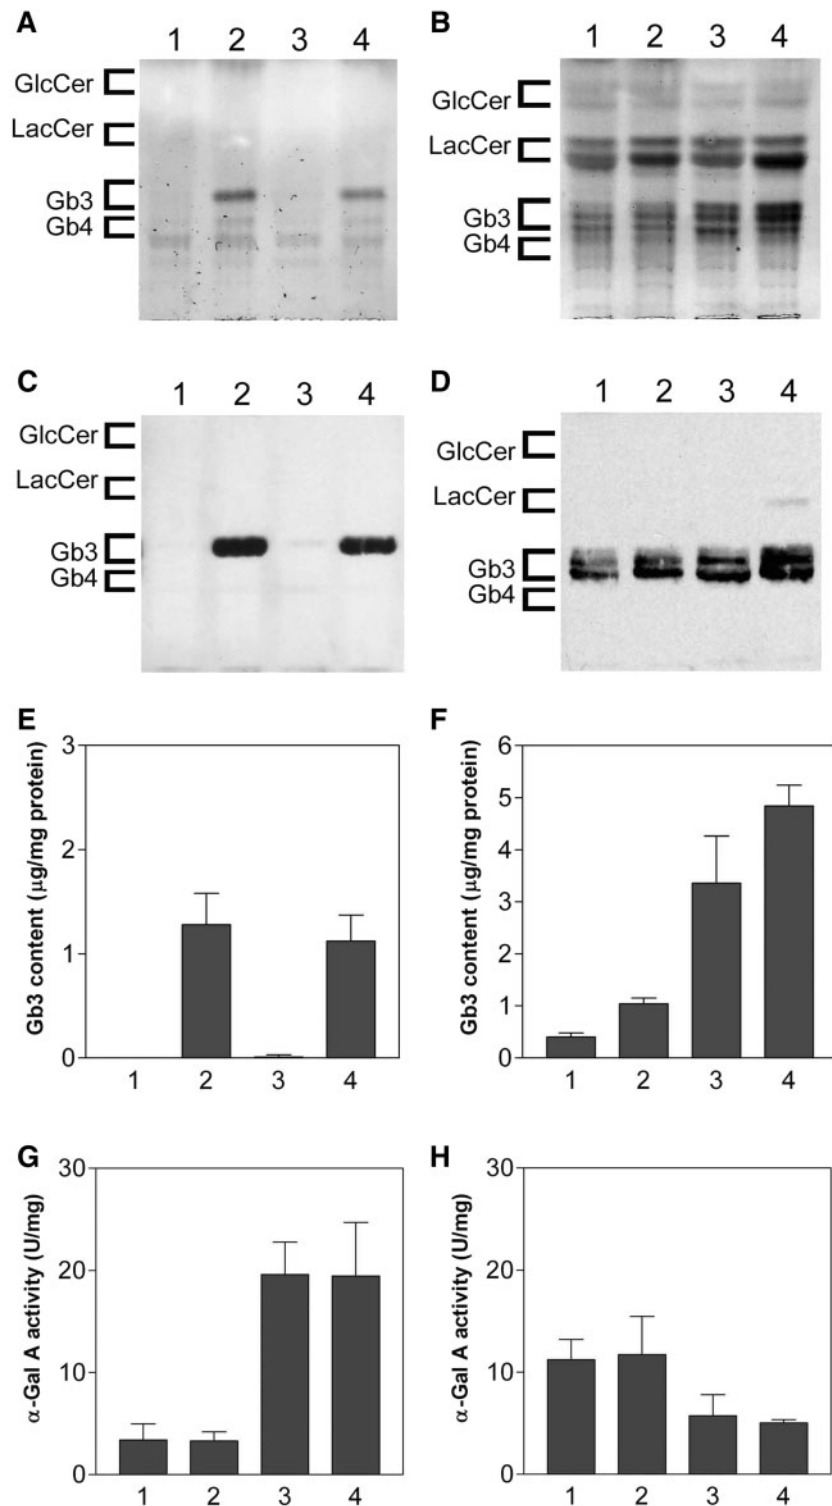 A
1 2 3 4
GlcCer
LacCer
Gb3
Gb4
B
1 2 3 4
GlcCer
LacCer
Gb3
Gb4
C
1 2 3 4
GlcCer
LacCer
Gb3
Gb4
D
1 2 3 4
GlcCer
LacCer
Gb3
Gb4
E
Gb3 content (μg/mg protein)
3
2
1
0
1 2 3 4
F
Gb3 content (μg/mg protein)
6
5
4
3
2
1
0
1 2 3 4
G
α-Gal A activity (U/mg)
30
20
10
0
1 2 3 4
H
α-Gal A activity (U/mg)
30
20
10
0
1 2 3 4